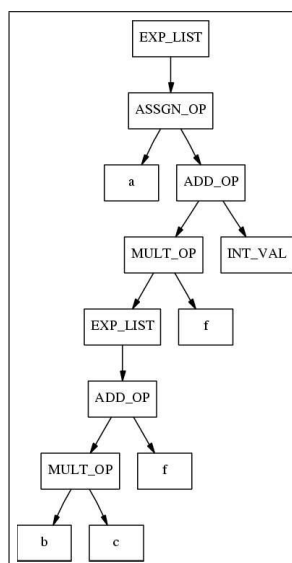 EXP_LIST
ASSGN_OP
a
ADD_OP
MULT_OP
INT_VAL
EXP_LIST
f
ADD_OP
MULT_OP
f
b
c